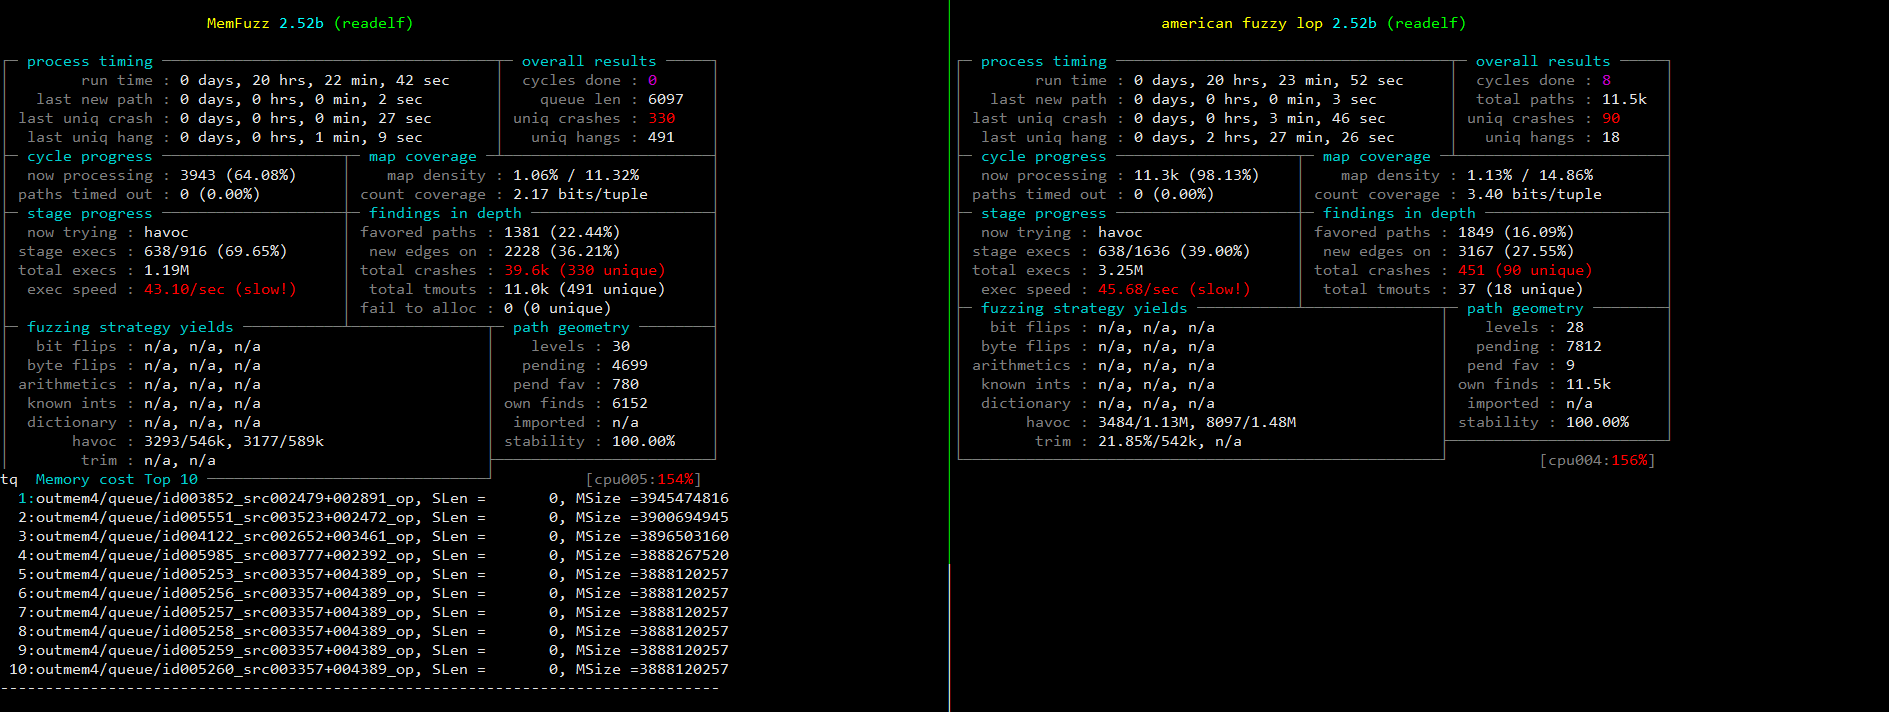 MemFuzz 2.52b (readelf)
process timing
overall results
run time : 0 days, 20 hrs, 22 min, 42 sec
cycles done : 0
last new path : 0 days, 0 hrs, 0 min, 2 sec
queue len : 6097
last uniq crash : 0 days, 0 hrs, 0 min, 27 sec
uniq crashes : 330
last uniq hang : 0 days, 0 hrs, 1 min, 9 sec
uniq hangs : 491
cycle progress
map coverage
now processing : 3943 (64.08%)
map density : 1.06% / 11.32%
paths timed out : 0 (0.00%)
count coverage : 2.17 bits/tuple
stage progress
findings in depth
now trying : havoc
favored paths : 1381 (22.44%)
stage execs : 638/916 (69.65%)
new edges on : 2228 (36.21%)
total execs : 1.19M
total crashes : 39.6k (330 unique)
exec speed : 43.10/sec (slow!)
total tmouts : 11.0k (491 unique)
fail to alloc : 0 (0 unique)
fuzzing strategy yields
path geometry
bit flips : n/a, n/a, n/a
levels : 30
byte flips : n/a, n/a, n/a
pending : 4699
arithmetics : n/a, n/a, n/a
pend fav : 780
known ints : n/a, n/a, n/a
own finds : 6152
dictionary : n/a, n/a, n/a
imported : n/a
havoc : 3293/546k, 3177/589k
stability : 100.00%
trim : n/a, n/a
tq Memory cost Top 10
[cpu005:154%]
1:outmem4/queue/id003852_src002479+002891_op, SLen = 0, MSize =3945474816
2:outmem4/queue/id005551_src003523+002472_op, SLen = 0, MSize =3900694945
3:outmem4/queue/id004122_src002652+003461_op, SLen = 0, MSize =3896503160
4:outmem4/queue/id005985_src003777+002392_op, SLen = 0, MSize =3888267520
5:outmem4/queue/id005253_src003357+004389_op, SLen = 0, MSize =3888120257
6:outmem4/queue/id005256_src003357+004389_op, SLen = 0, MSize =3888120257
7:outmem4/queue/id005257_src003357+004389_op, SLen = 0, MSize =3888120257
8:outmem4/queue/id005258_src003357+004389_op, SLen = 0, MSize =3888120257
9:outmem4/queue/id005259_src003357+004389_op, SLen = 0, MSize =3888120257
10:outmem4/queue/id005260_src003357+004389_op, SLen = 0, MSize =3888120257
--------------------------------------------------------------------------------
american fuzzy lop 2.52b (readelf)
process timing
overall results
run time : 0 days, 20 hrs, 23 min, 52 sec
cycles done : 8
last new path : 0 days, 0 hrs, 0 min, 3 sec
total paths : 11.5k
last uniq crash : 0 days, 0 hrs, 3 min, 46 sec
uniq crashes : 90
last uniq hang : 0 days, 2 hrs, 27 min, 26 sec
uniq hangs : 18
cycle progress
map coverage
now processing : 11.3k (98.13%)
map density : 1.13% / 14.86%
paths timed out : 0 (0.00%)
count coverage : 3.40 bits/tuple
stage progress
findings in depth
now trying : havoc
favored paths : 1849 (16.09%)
stage execs : 638/1636 (39.00%)
new edges on : 3167 (27.55%)
total execs : 3.25M
total crashes : 451 (90 unique)
exec speed : 45.68/sec (slow!)
total tmouts : 37 (18 unique)
fuzzing strategy yields
path geometry
bit flips : n/a, n/a, n/a
levels : 28
byte flips : n/a, n/a, n/a
pending : 7812
arithmetics : n/a, n/a, n/a
pend fav : 9
known ints : n/a, n/a, n/a
own finds : 11.5k
dictionary : n/a, n/a, n/a
imported : n/a
havoc : 3484/1.13M, 8097/1.48M
stability : 100.00%
trim : 21.85%/542k, n/a
[cpu004:156%]